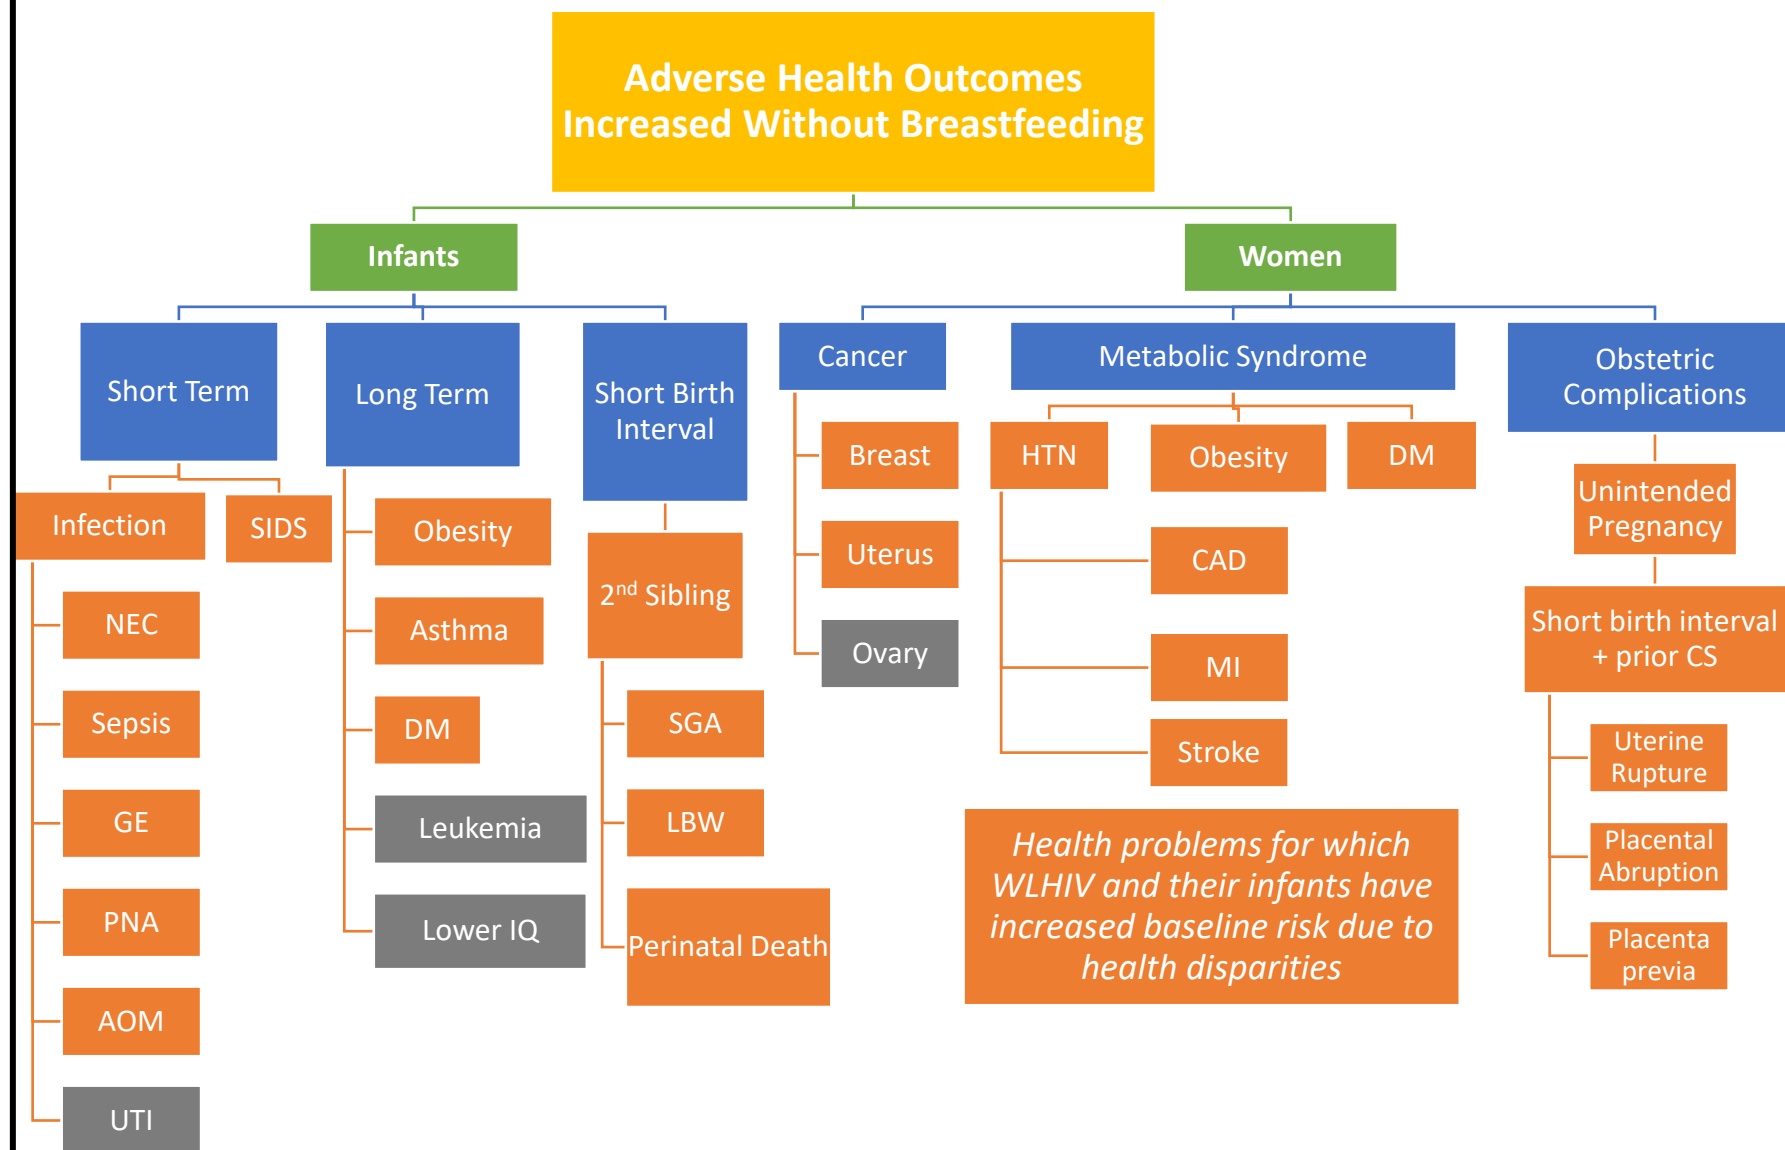 Adverse Health Outcomes
Increased Without Breastfeeding
Infants
Women
Short Term
Long Term
Short Birth
Interval
Cancer
Metabolic Syndrome
Obstetric
Complications
Infection
SIDS
NEC
Sepsis
GE
PNA
AOM
UTI
Obesity
Asthma
DM
Leukemia
Lower IQ
2nd Sibling
SGA
LBW
Perinatal Death
Breast
Uterus
Ovary
HTN
Obesity
DM
CAD
MI
Stroke
Unintended
Pregnancy
Short birth interval
+ prior CS
Uterine
Rupture
Placental
Abruption
Placenta
previa
Health problems for which
WLHIV and their infants have
increased baseline risk due to
health disparities